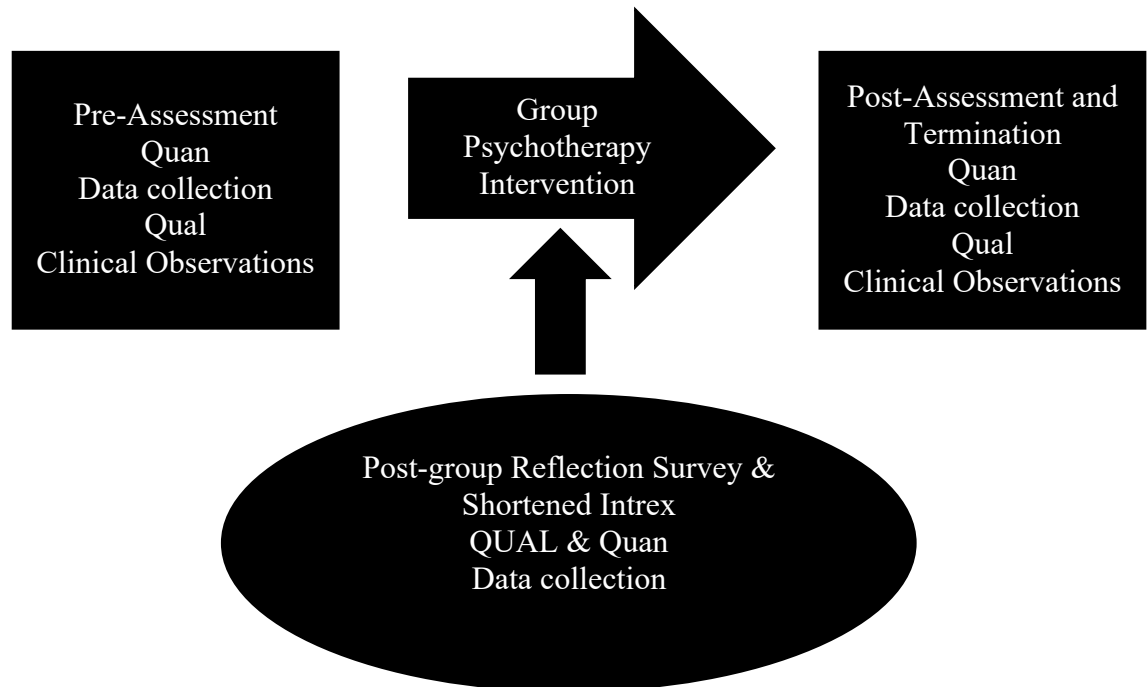 Pre-Assessment
Quan
Data collection
Qual
Clinical Observations
Group
Psychotherapy
Intervention
Post-Assessment and
Termination
Quan
Data collection
Qual
Clinical Observations
Post-group Reflection Survey &
Shortened Intrex
QUAL & Quan
Data collection